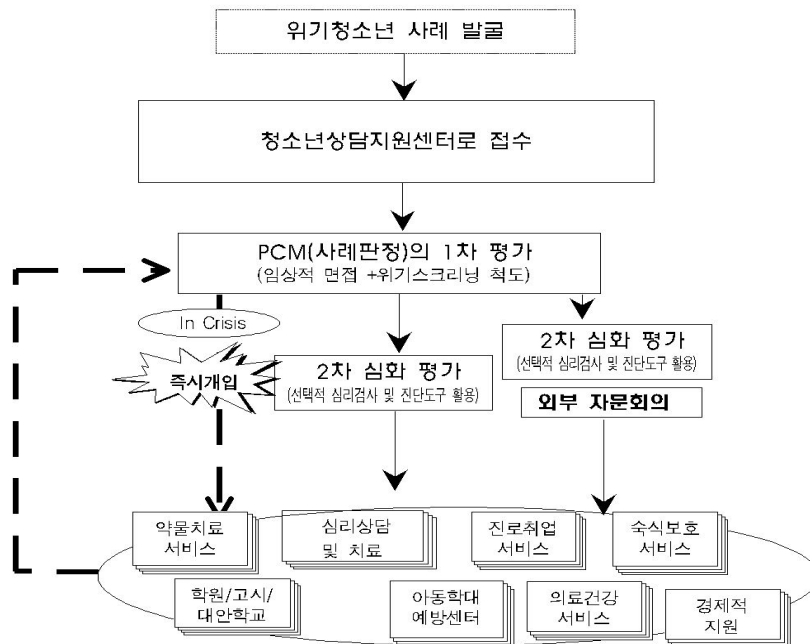 위기청소년 사례 발굴
청소년상담지원센터로 접수
PCM(사례판정)의 1차 평가
(임상적 면접 +위기스크리닝 척도)
In Crisis
즉시개입
2차 심화 평가
(선택적 심리검사 및 진단도구 활용)
2차 심화 평가
(선택적 심리검사 및 진단도구 활용)
외부 자문회의
약물치료
서비스
심리상담
및 치료
진로취업
서비스
숙식보호
서비스
학원/고시/
대안학교
아동학대
예방센터
의료건강
서비스
경제적
지원